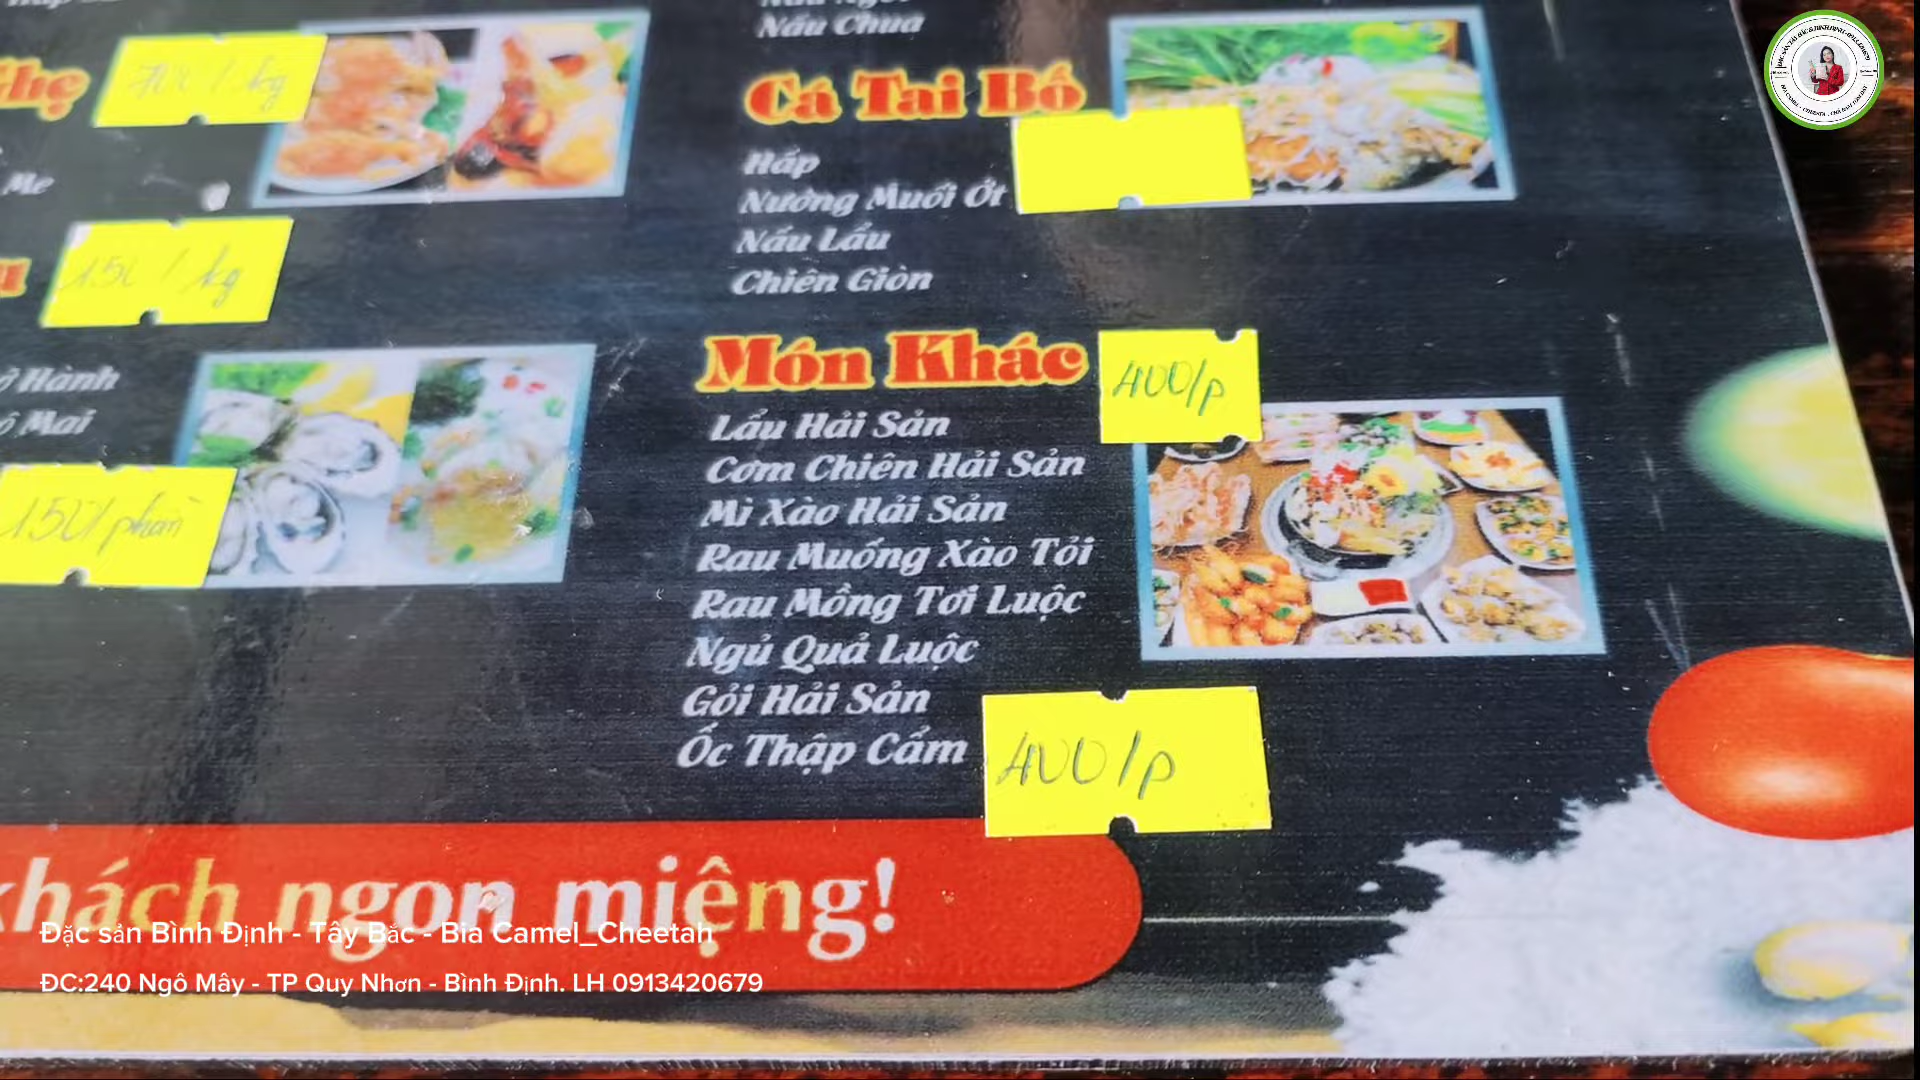 Nấu Chua
Cá Tai Bồ
Hấp
Nướng Muối Ớt
Nấu Lẩu
Chiên Giòn
Món Khác
400/p
Lẩu Hải Sản
Cơm Chiên Hải Sản
Mì Xào Hải Sản
Rau Muống Xào Tỏi
Rau Mồng Tơi Luộc
Ngủ Quả Luộc
Gỏi Hải Sản
Ốc Thập Cẩm
400/p
Me
150/kg
Hành
Mai
150/phần
khách ngon miệng!
Đặc sản Bình Định - Tây Bắc - Bia Camel_Cheetah
ĐC:240 Ngô Mây - TP Quy Nhơn - Bình Định. LH 0913420679